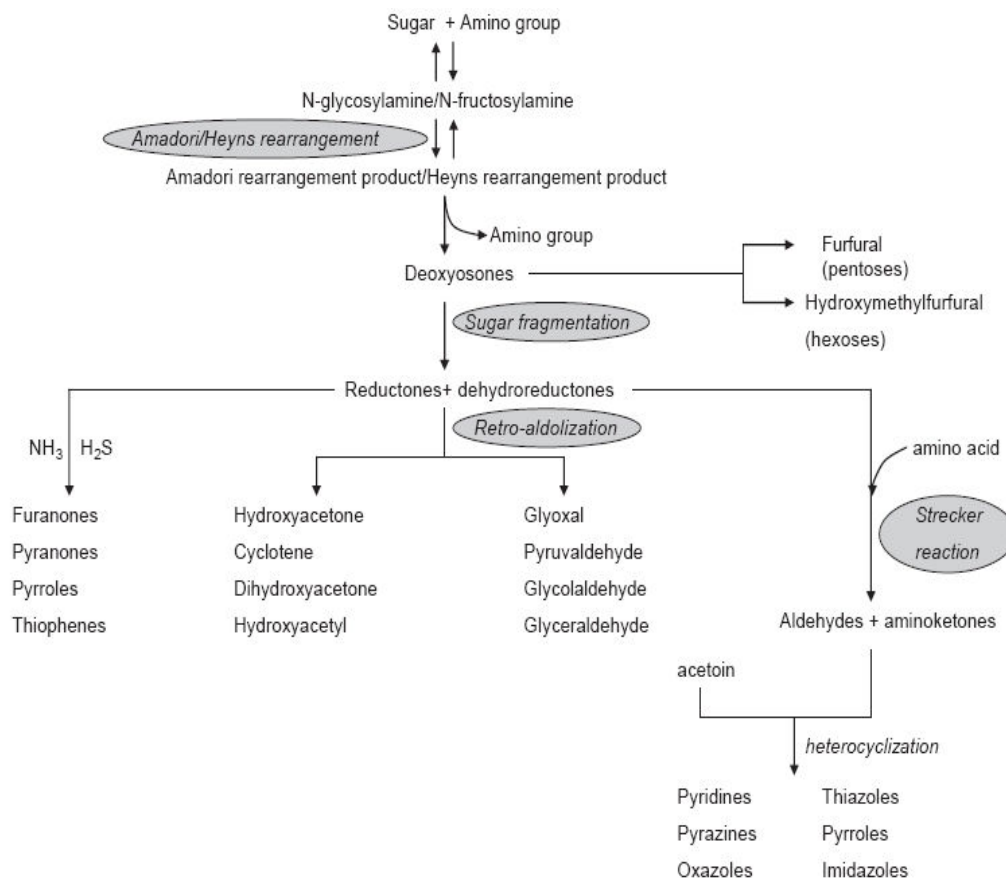 Sugar + Amino group
N-glycosylamine/N-fructosylamine
Amadori/Heyns rearrangement
Amadori rearrangement product/Heyns rearrangement product
Amino group
Deoxyosones
Furfural
(pentoses)
Hydroxymethylfurfural
(hexoses)
Sugar fragmentation
Reductones+ dehydroreductones
Retro-aldolization
NH₃ H₂S
amino acid
Strecker
reaction
Furanones
Pyranones
Pyrroles
Thiophenes
Hydroxyacetone
Cyclotene
Dihydroxyacetone
Hydroxyacetyl
Glyoxal
Pyruvaldehyde
Glycolaldehyde
Glyceraldehyde
Aldehydes + aminoketones
acetoin
heterocyclization
Pyridines
Pyrazines
Oxazoles
Thiazoles
Pyrroles
Imidazoles